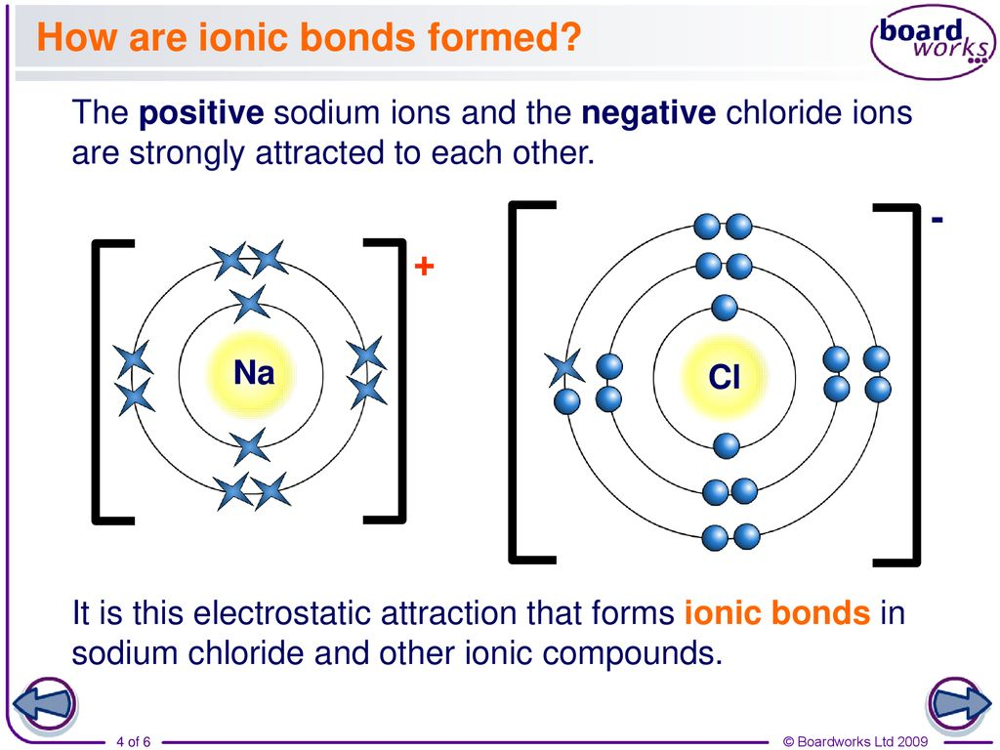 How are ionic bonds formed?
board
works
The positive sodium ions and the negative chloride ions
are strongly attracted to each other.
-
+
Na
Cl
It is this electrostatic attraction that forms ionic bonds in
sodium chloride and other ionic compounds.
4 of 6
© Boardworks Ltd 2009